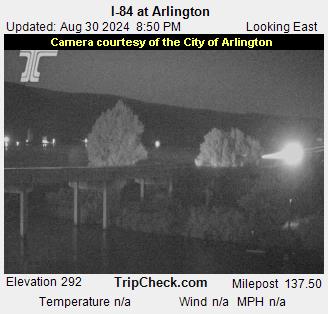 I-84 at Arlington
Updated: Aug 30 2024 8:50 PM Looking East
Camera courtesy of the City of Arlington
Elevation 292 TripCheck.com Milepost 137.50
Temperature n/a Wind n/a MPH n/a